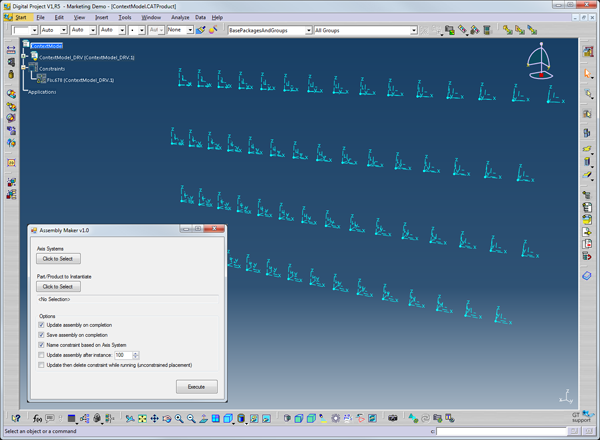 Digital Project V1,R5 - Marketing Demo - [ContextModel.CATProduct]
Start File Edit View Insert Tools Window Analyze Desk Help
Auto Auto Auto Aut None BasePackagesAndGroups All Groups
ContextModel
ContextModel_DRV (ContextModel_DRV.1)
Constraints
Fix.678 (ContextModel_DRV.1)
Applications
Assembly Maker v1.0
Axis Systems
Click to Select
Part/Product to Instantiate
Click to Select
<No Selection>
Options
Update assembly on completion
Save assembly on completion
Name constraint based on Axis System
Update assembly after instance: 100
Update then delete constraint while running (unconstrained placement)
Execute
GT
support
Select an object or a command
c: